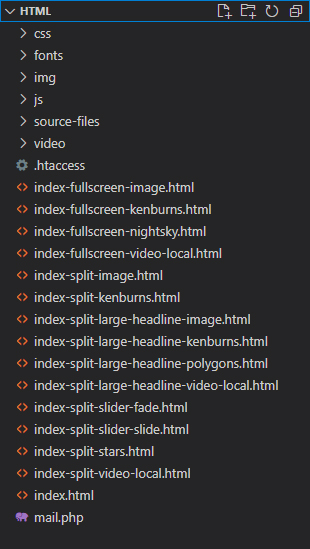 HTML
css
fonts
img
js
source-files
video
.htaccess
index-fullscreen-image.html
index-fullscreen-kenburns.html
index-fullscreen-nightsky.html
index-fullscreen-video-local.html
index-split-image.html
index-split-kenburns.html
index-split-large-headline-image.html
index-split-large-headline-kenburns.html
index-split-large-headline-polygons.html
index-split-large-headline-video-local.html
index-split-slider-fade.html
index-split-slider-slide.html
index-split-stars.html
index-split-video-local.html
index.html
mail.php